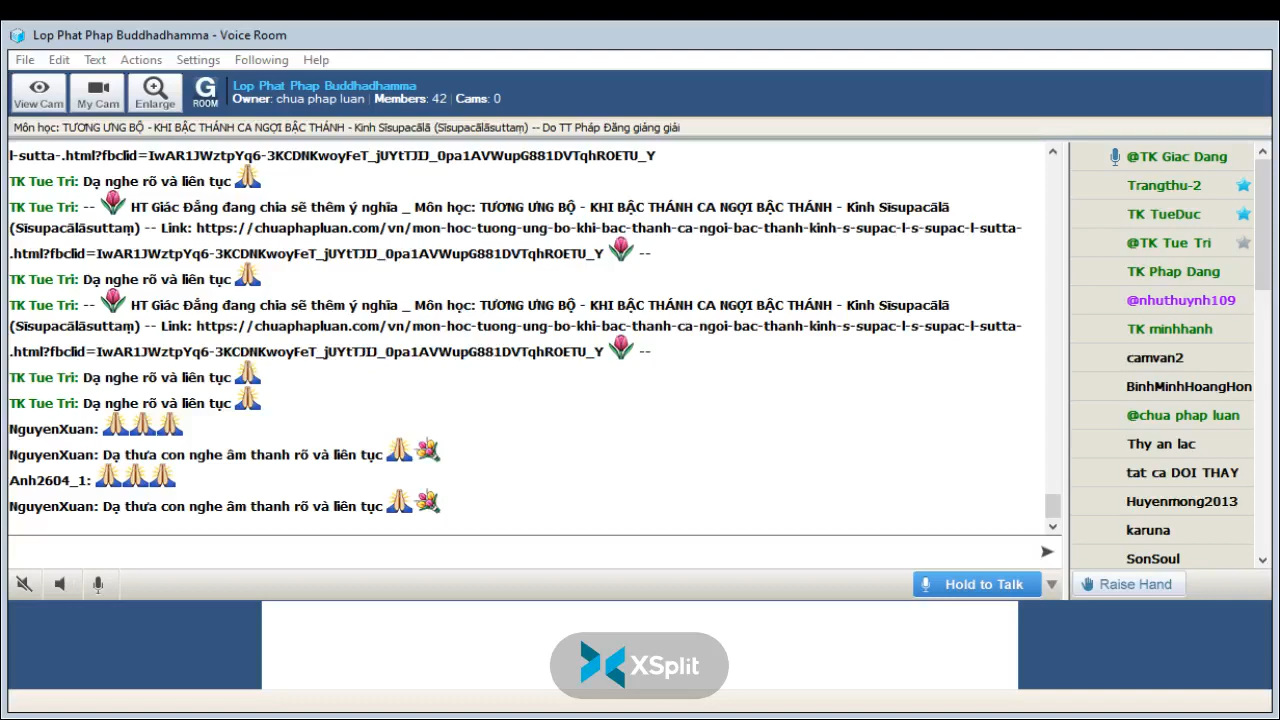 Lop Phat Phap Buddhadhamma - Voice Room
File Edit Text Actions Settings Following Help
View Cam My Cam Enlarge G ROOM
Lop Phat Phap Buddhadhamma
Owner: chua phap luan | Members: 42 | Cams: 0
Môn học: TƯƠNG ƯNG BỘ - KHI BẬC THÁNH CA NGỢI BẬC THÁNH - Kinh Sīsupacālā (Sīsupacālāsuttaṃ) -- Do TT Pháp Đăng giảng giải
l-sutta-.html?fbclid=IwAR1JWztpYq6-3KCDNKwoyFeT_jUYtTJIJ_0pa1AVWupG881DVTqhROETU_Y
TK Tue Tri: Dạ nghe rõ và liên tục
TK Tue Tri: -- HT Giác Đẳng đang chia sẽ thêm ý nghĩa _ Môn học: TƯƠNG ƯNG BỘ - KHI BẬC THÁNH CA NGỢI BẬC THÁNH - Kinh Sīsupacālā
(Sīsupacālāsuttaṃ) -- Link: https://chuaphapluan.com/vn/mon-hoc-tuong-ung-bo-khi-bac-thanh-ca-ngoi-bac-thanh-kinh-s-supac-l-s-supac-l-sutta-
.html?fbclid=IwAR1JWztpYq6-3KCDNKwoyFeT_jUYtTJIJ_0pa1AVWupG881DVTqhROETU_Y --
TK Tue Tri: Dạ nghe rõ và liên tục
TK Tue Tri: -- HT Giác Đẳng đang chia sẽ thêm ý nghĩa _ Môn học: TƯƠNG ƯNG BỘ - KHI BẬC THÁNH CA NGỢI BẬC THÁNH - Kinh Sīsupacālā
(Sīsupacālāsuttaṃ) -- Link: https://chuaphapluan.com/vn/mon-hoc-tuong-ung-bo-khi-bac-thanh-ca-ngoi-bac-thanh-kinh-s-supac-l-s-supac-l-sutta-
.html?fbclid=IwAR1JWztpYq6-3KCDNKwoyFeT_jUYtTJIJ_0pa1AVWupG881DVTqhROETU_Y --
TK Tue Tri: Dạ nghe rõ và liên tục
TK Tue Tri: Dạ nghe rõ và liên tục
NguyenXuan:
NguyenXuan: Dạ thưa con nghe âm thanh rõ và liên tục
Anh2604_1:
NguyenXuan: Dạ thưa con nghe âm thanh rõ và liên tục
@TK Giac Dang
Trangthu-2
TK TueDuc
@TK Tue Tri
TK Phap Dang
@nhuthuynh109
TK minhhanh
camvan2
BinhMinhHoangHon
@chua phap luan
Thy an lac
tat ca DOI THAY
Huyenmong2013
karuna
SonSoul
Hold to Talk
Raise Hand
XSplit